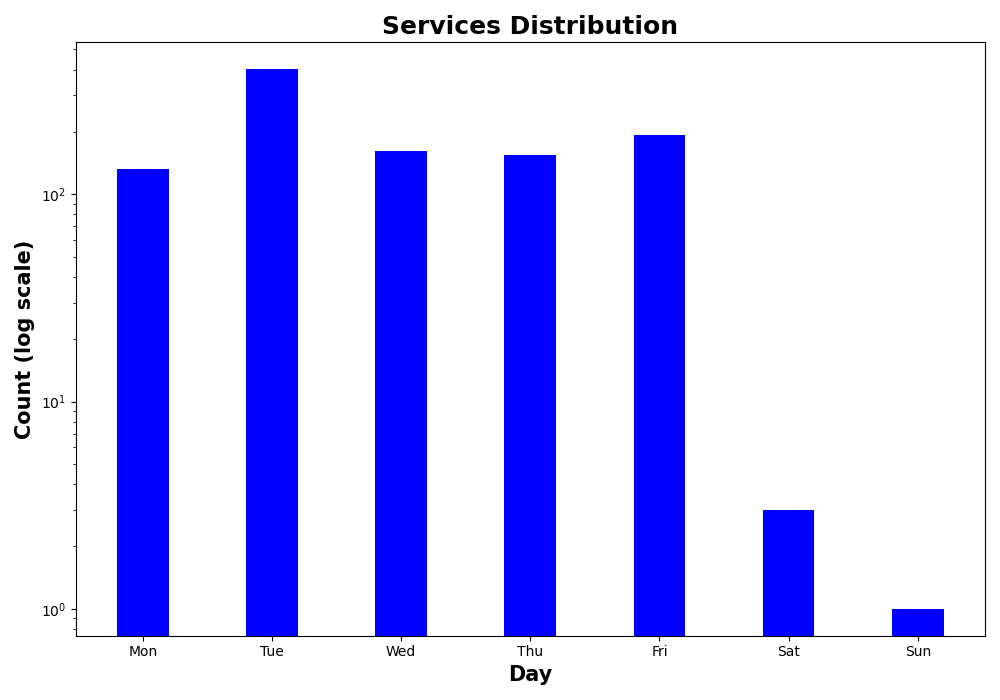 Services Distribution
Count (log scale)
10²
10¹
10⁰
Mon Tue Wed Thu Fri Sat Sun
Day